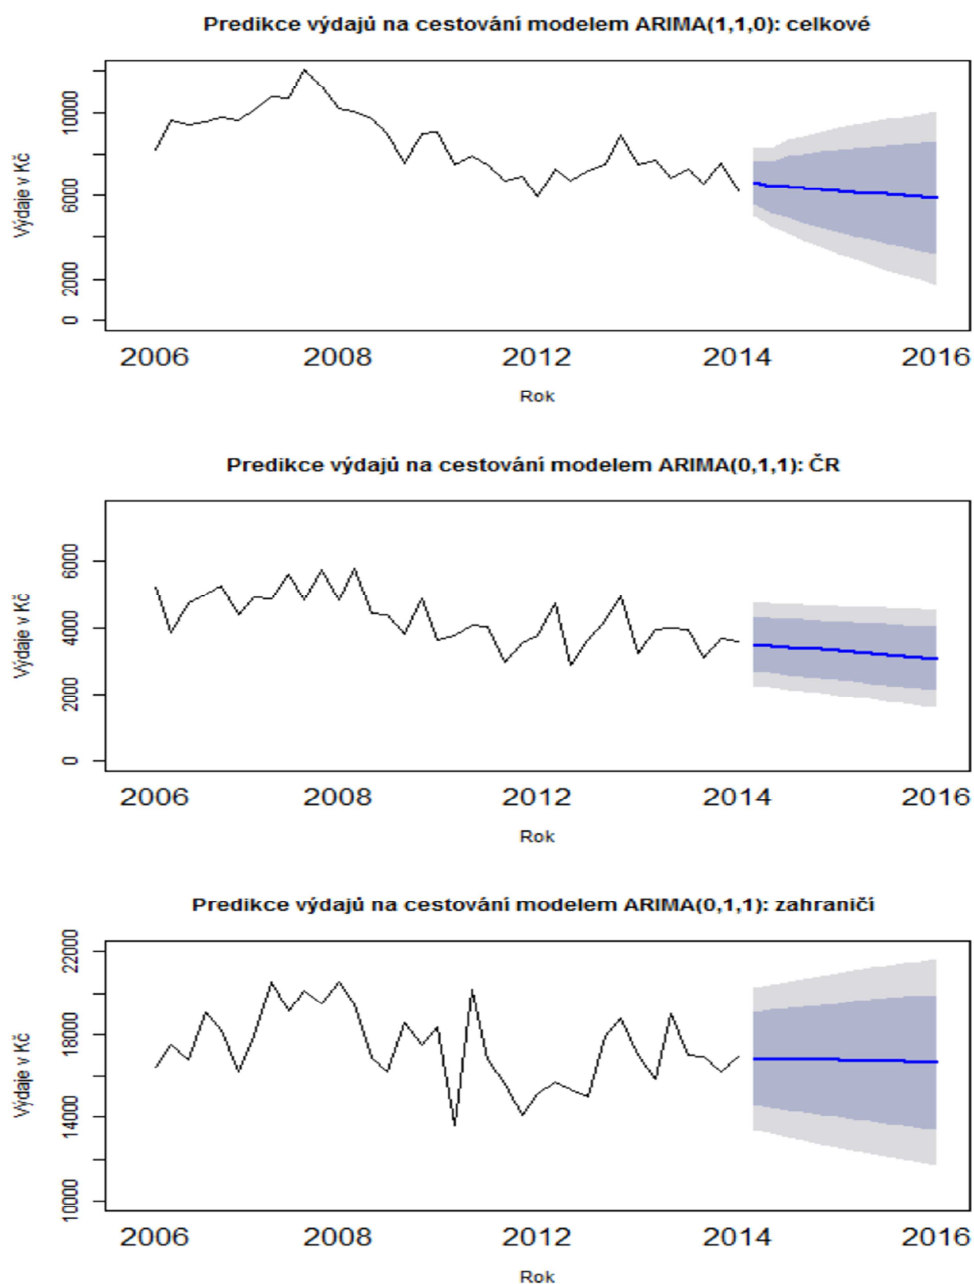 Predikce výdajů na cestování modelem ARIMA(1,1,0): celkové
Výdaje v Kč
10000
6000
2000
0
2006 2008 2012 2014 2016
Rok
Predikce výdajů na cestování modelem ARIMA(0,1,1): ČR
Výdaje v Kč
6000
4000
2000
0
2006 2008 2012 2014 2016
Rok
Predikce výdajů na cestování modelem ARIMA(0,1,1): zahraničí
Výdaje v Kč
22000
18000
14000
10000
2006 2008 2012 2014 2016
Rok